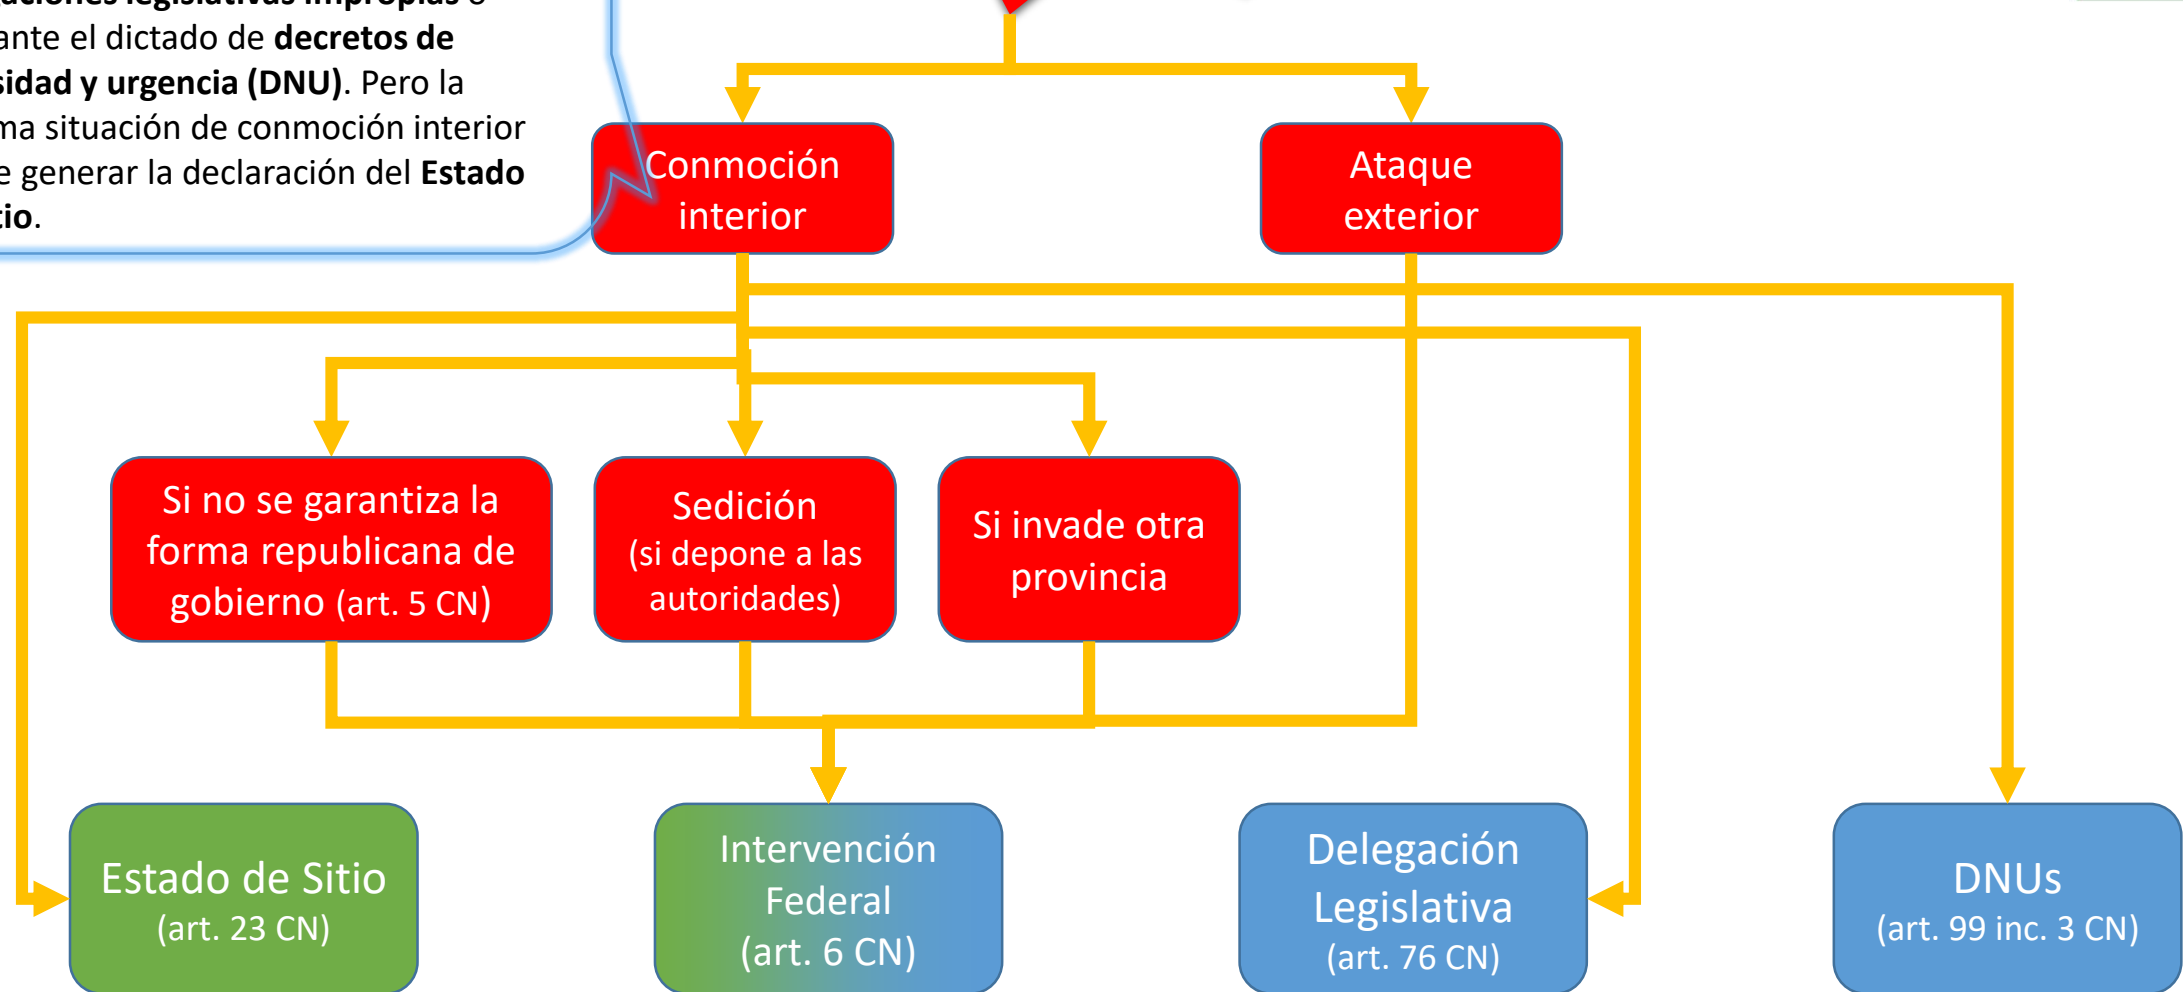 legislativas impropias o
ante el dictado de decretos de
y urgencia (DNU). Pero la
situación de conmoción interior
generar la declaración del Estado
Conmoción
interior
Ataque
exterior
Si no se garantiza la
forma republicana de
gobierno (art. 5 CN)
Sedición
(si depone a las
autoridades)
Si invade otra
provincia
Estado de Sitio
(art. 23 CN)
Intervención
Federal
(art. 6 CN)
Delegación
Legislativa
(art. 76 CN)
DNUs
(art. 99 inc. 3 CN)